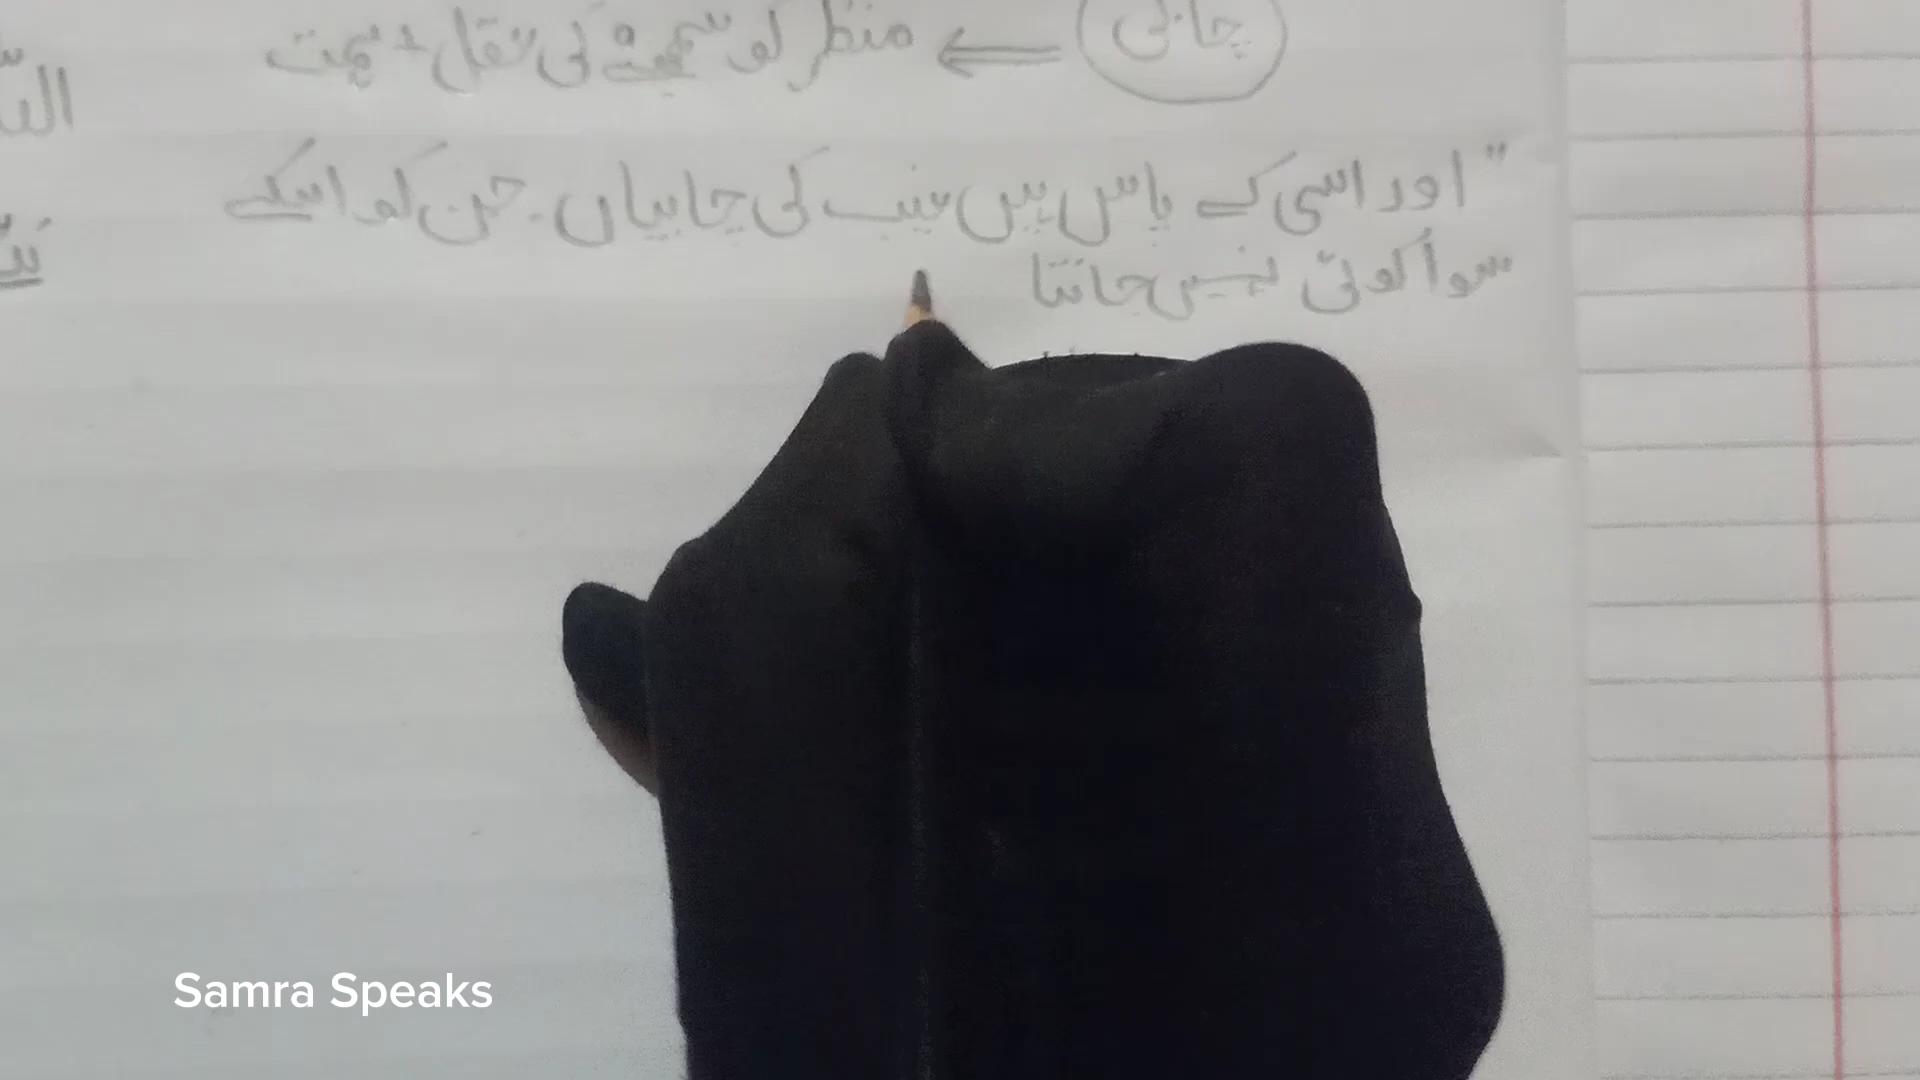 چابی ← منظر کو سمجھنے کی عقل + سمت
" اور اسی کے پاس ہیں غیب کی چابیاں۔ جن کو اسکے
سوا کوئی نہیں جانتا
Samra Speaks